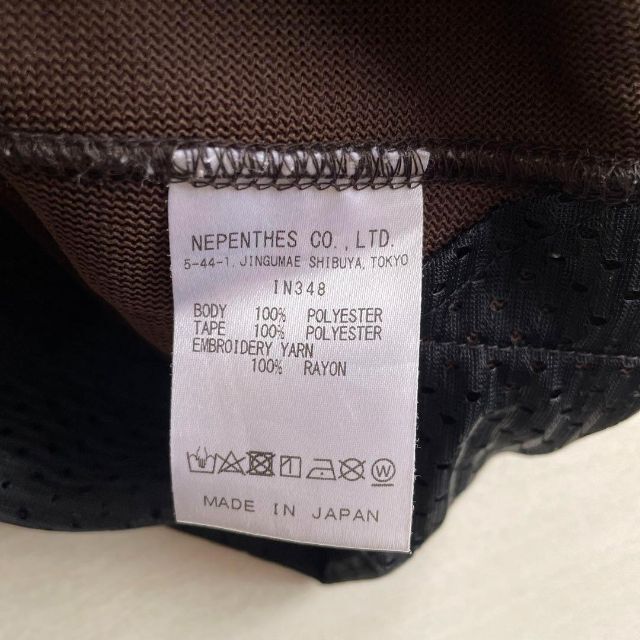 NEPENTHES CO., LTD.
5-44-1, JINGUMAE SHIBUYA, TOKYO
IN348
BODY 100% POLYESTER
TAPE 100% POLYESTER
EMBROIDERY YARN
100% RAYON
W
MADE IN JAPAN